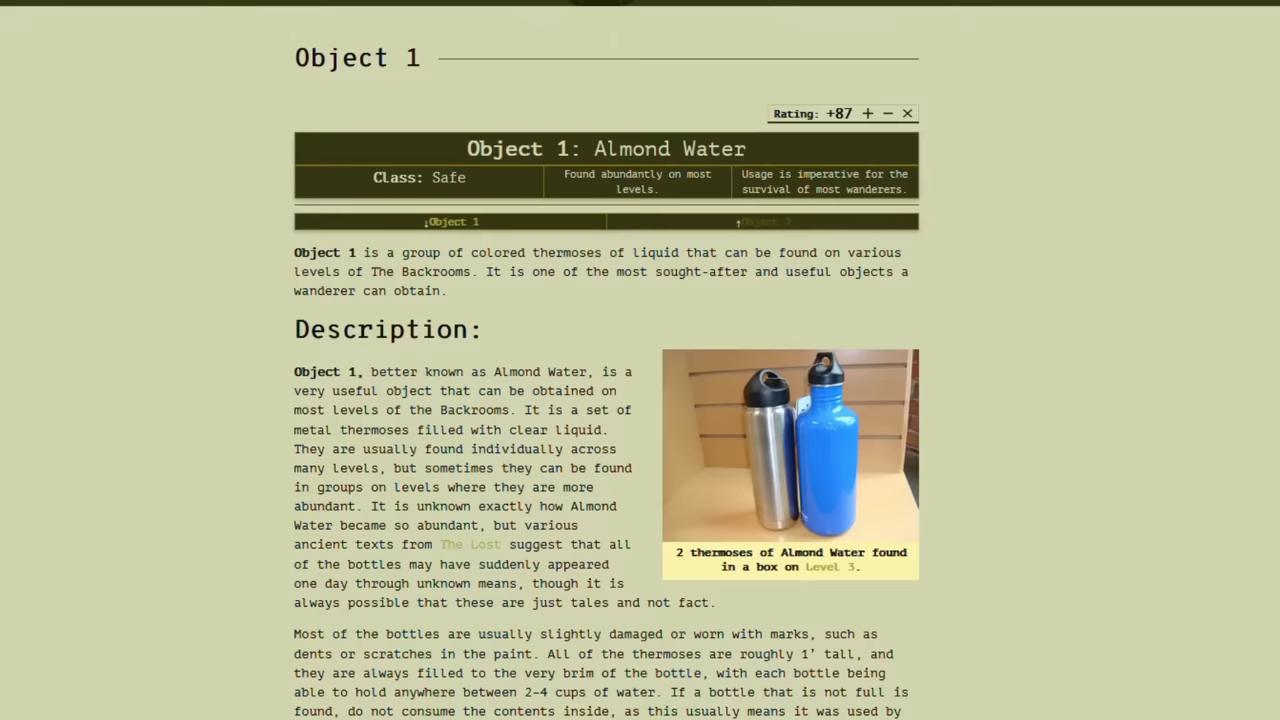 Object 1
Rating: +87 + − ×
Object 1: Almond Water
Class: Safe
Found abundantly on most
levels.
Usage is imperative for the
survival of most wanderers.
↓Object 1
↑Object 2
Object 1 is a group of colored thermoses of liquid that can be found on various
levels of The Backrooms. It is one of the most sought-after and useful objects a
wanderer can obtain.
Description:
Object 1, better known as Almond Water, is a
very useful object that can be obtained on
most levels of the Backrooms. It is a set of
metal thermoses filled with clear liquid.
They are usually found individually across
many levels, but sometimes they can be found
in groups on levels where they are more
abundant. It is unknown exactly how Almond
Water became so abundant, but various
ancient texts from The Lost suggest that all
of the bottles may have suddenly appeared
one day through unknown means, though it is
always possible that these are just tales and not fact.
2 thermoses of Almond Water found
in a box on Level 3.
Most of the bottles are usually slightly damaged or worn with marks, such as
dents or scratches in the paint. All of the thermoses are roughly 1’ tall, and
they are always filled to the very brim of the bottle, with each bottle being
able to hold anywhere between 2-4 cups of water. If a bottle that is not full is
found, do not consume the contents inside, as this usually means it was used by